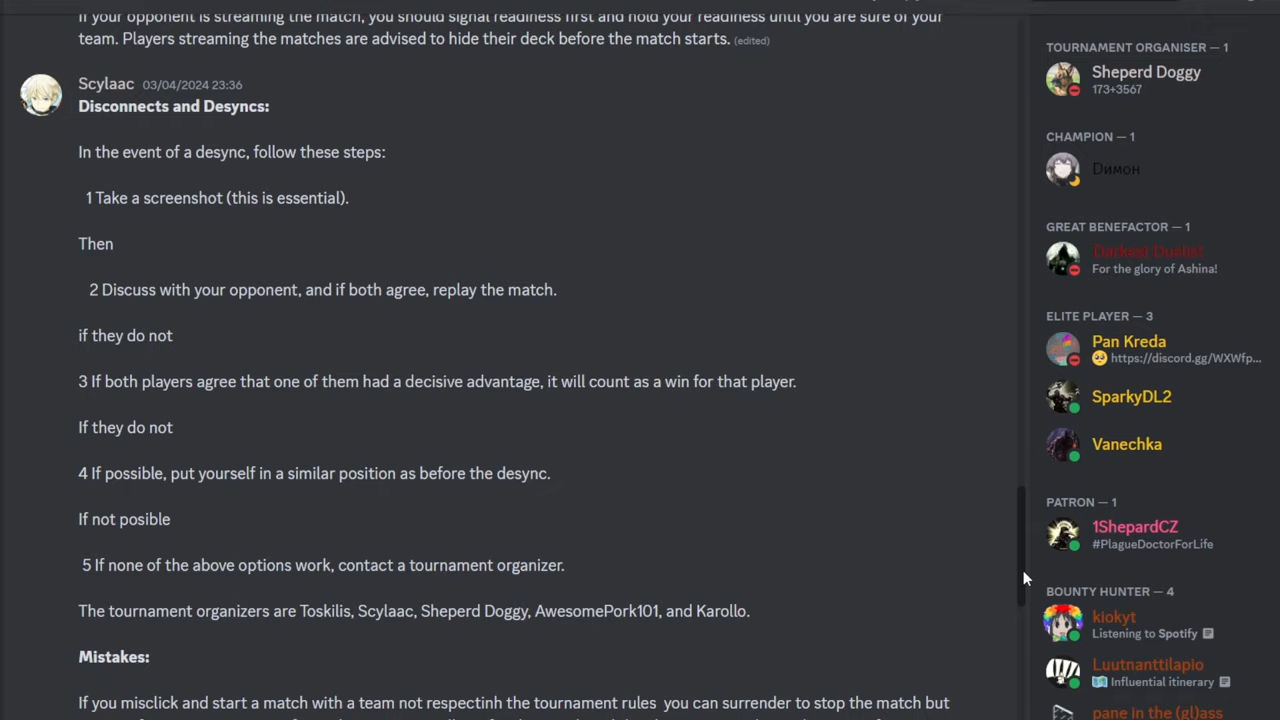 If your opponent is streaming the match, you should signal readiness first and hold your readiness until you are sure of your
team. Players streaming the matches are advised to hide their deck before the match starts. (edited)
Scylaac 03/04/2024 23:36
Disconnects and Desyncs:
In the event of a desync, follow these steps:
1 Take a screenshot (this is essential).
Then
2 Discuss with your opponent, and if both agree, replay the match.
if they do not
3 If both players agree that one of them had a decisive advantage, it will count as a win for that player.
If they do not
4 If possible, put yourself in a similar position as before the desync.
If not posible
5 If none of the above options work, contact a tournament organizer.
The tournament organizers are Toskilis, Scylaac, Sheperd Doggy, AwesomePork101, and Karollo.
Mistakes:
If you misclick and start a match with a team not respectinh the tournament rules you can surrender to stop the match but
TOURNAMENT ORGANISER — 1
Sheperd Doggy
173+3567
CHAMPION — 1
Dимон
GREAT BENEFACTOR — 1
Darkest Duelist
For the glory of Ashina!
ELITE PLAYER — 3
Pan Kreda
https://discord.gg/WXWfp...
SparkyDL2
Vanechka
PATRON — 1
1ShepardCZ
#PlagueDoctorForLife
BOUNTY HUNTER — 4
kiokyt
Listening to Spotify
Luutnanttilapio
Influential itinerary
pane in the (gl)ass